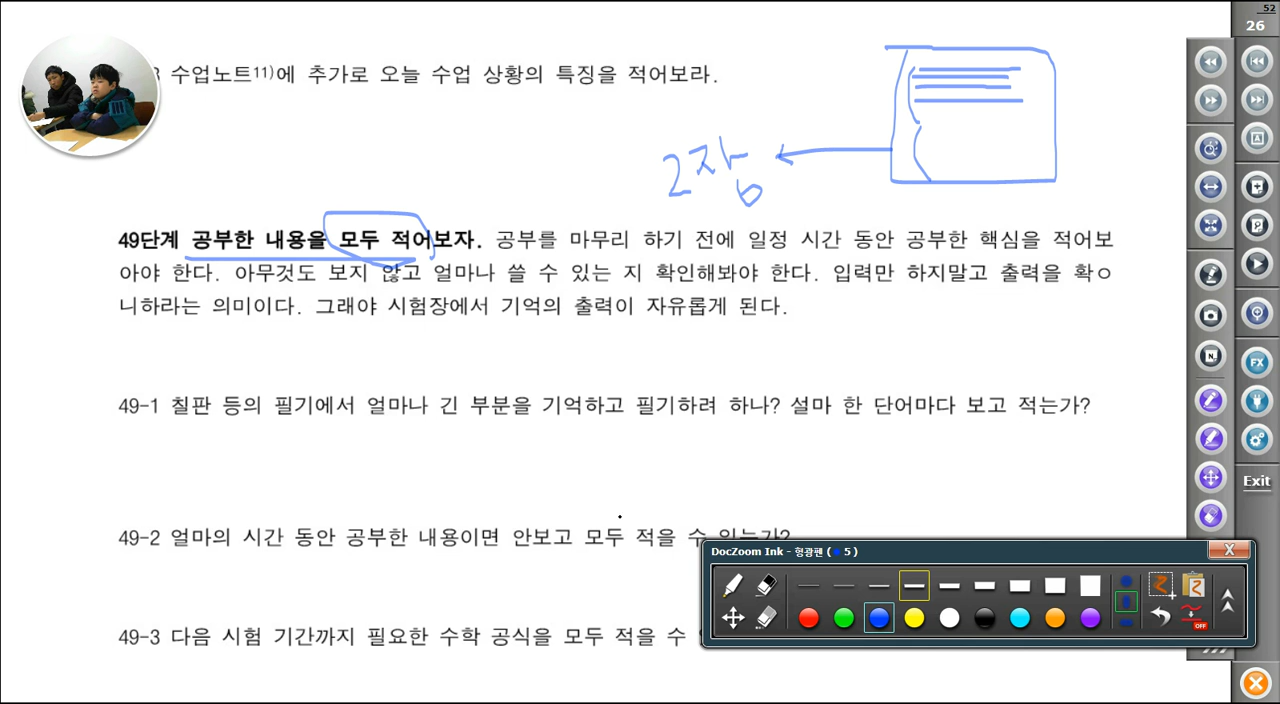 52
26
3 수업노트11)에 추가로 오늘 수업 상황의 특징을 적어보라.
2장
49단계 공부한 내용을 모두 적어보자. 공부를 마무리 하기 전에 일정 시간 동안 공부한 핵심을 적어보
아야 한다. 아무것도 보지 않고 얼마나 쓸 수 있는 지 확인해봐야 한다. 입력만 하지말고 출력을 확ㅇ
니하라는 의미이다. 그래야 시험장에서 기억의 출력이 자유롭게 된다.
49-1 칠판 등의 필기에서 얼마나 긴 부분을 기억하고 필기하려 하나? 설마 한 단어마다 보고 적는가?
Exit
49-2 얼마의 시간 동안 공부한 내용이면 안보고 모두 적을 수 있는가?
DocZoom Ink - 형광펜 ( 5 )
X
49-3 다음 시험 기간까지 필요한 수학 공식을 모두 적을 수
OFF
A
N
FX